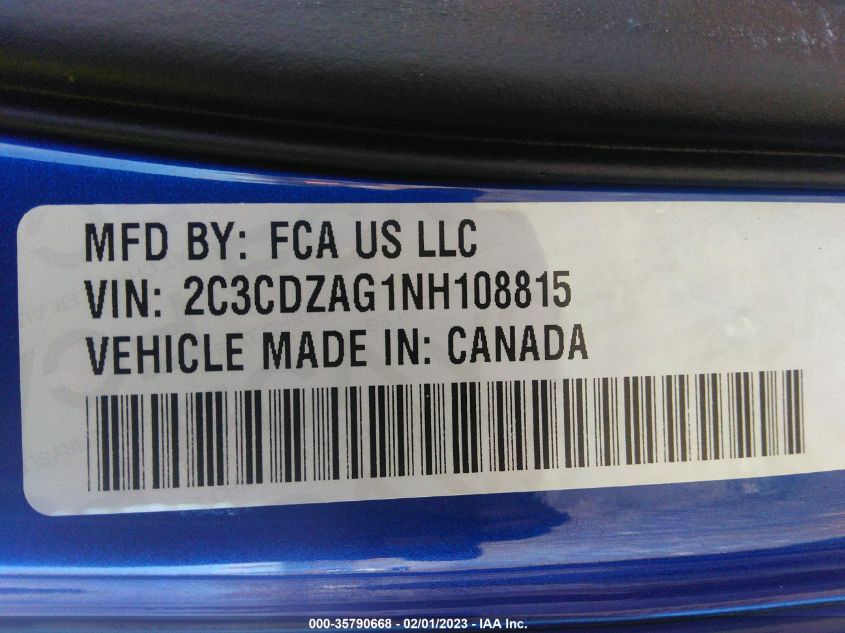 MFD BY: FCA US LLC
VIN: 2C3CDZAG1NH108815
VEHICLE MADE IN: CANADA
000-35790668 - 02/01/2023 - © IAA Inc.